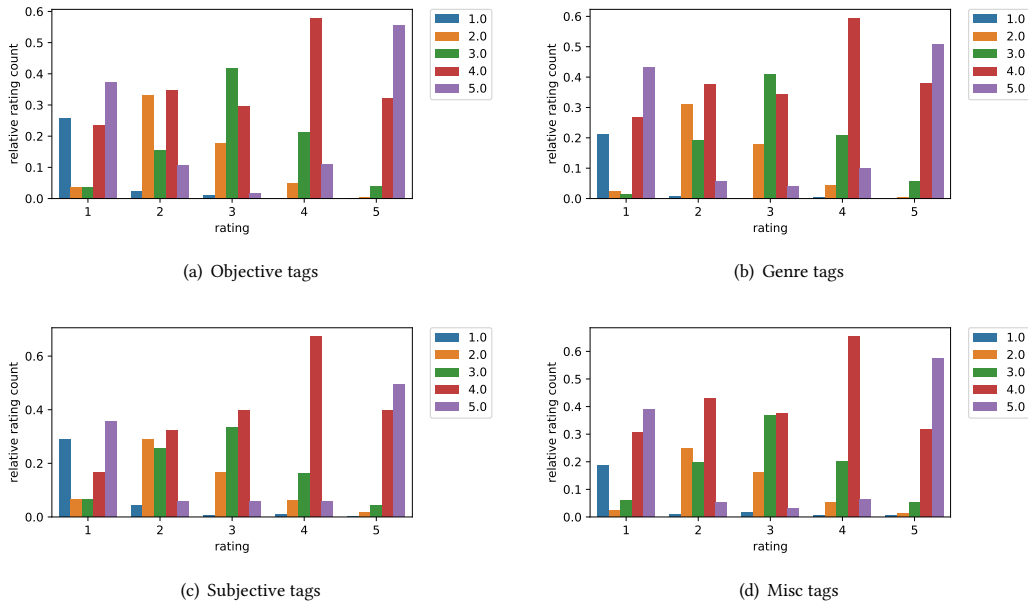 0.6
0.5
0.4
0.3
0.2
0.1
0.0
relative rating count
1 2 3 4 5
rating
1.0
2.0
3.0
4.0
5.0
(a) Objective tags
0.6
0.5
0.4
0.3
0.2
0.1
0.0
relative rating count
1 2 3 4 5
rating
1.0
2.0
3.0
4.0
5.0
(b) Genre tags
0.6
0.4
0.2
0.0
relative rating count
1 2 3 4 5
rating
1.0
2.0
3.0
4.0
5.0
(c) Subjective tags
0.6
0.5
0.4
0.3
0.2
0.1
0.0
relative rating count
1 2 3 4 5
rating
1.0
2.0
3.0
4.0
5.0
(d) Misc tags